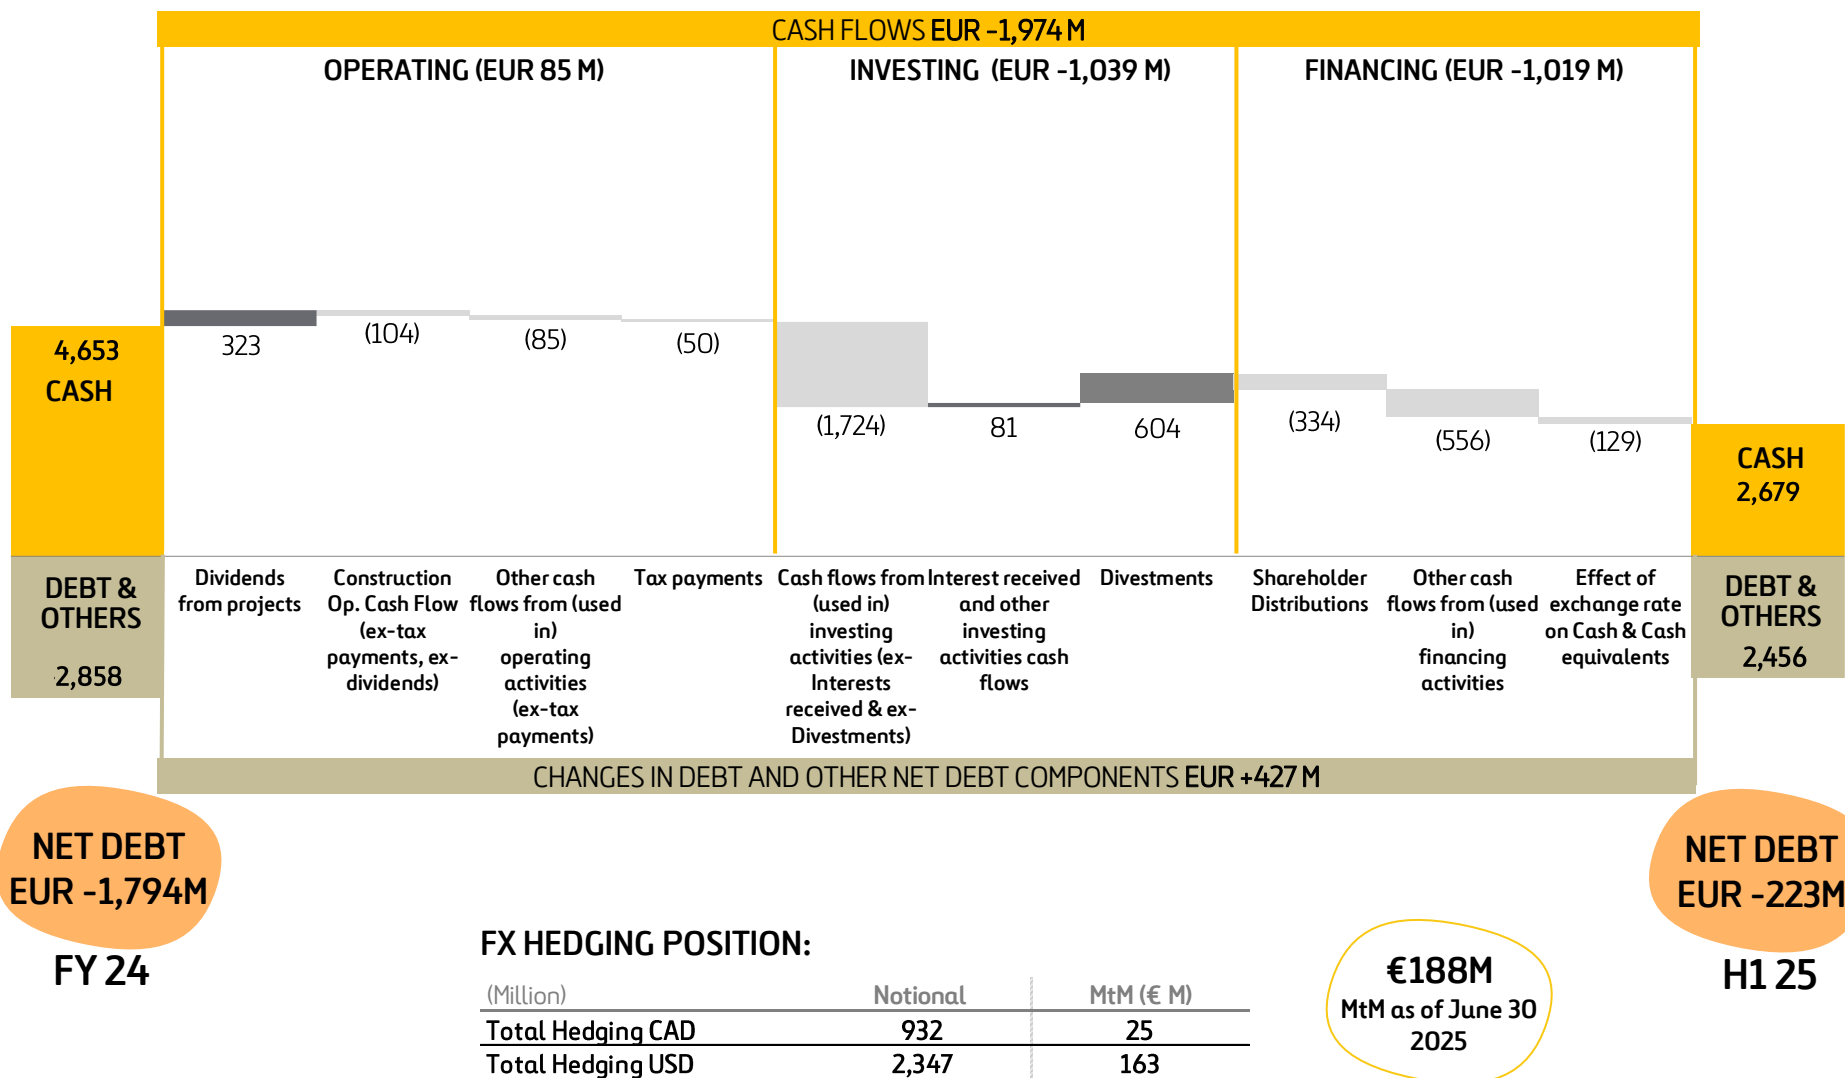 CASH FLOWS EUR -1,974 M
OPERATING (EUR 85 M)
INVESTING (EUR -1,039 M)
FINANCING (EUR -1,019 M)
4,653
CASH
323
(104)
(85)
(50)
(1,724)
81
604
(334)
(556)
(129)
CASH
2,679
DEBT &
OTHERS
-2,858
Dividends
from projects
Construction
Op. Cash Flow
(ex-tax
payments, ex-
dividends)
Other cash
flows from (used
in)
operating
activities
(ex-tax
payments)
Tax payments
Cash flows from
(used in)
investing
activities (ex-
Interests
received & ex-
Divestments)
Interest received
and other
investing
activities cash
flows
Divestments
Shareholder
Distributions
Other cash
flows from (used
in)
financing
activities
Effect of
exchange rate
on Cash & Cash
equivalents
DEBT &
OTHERS
2,456
CHANGES IN DEBT AND OTHER NET DEBT COMPONENTS EUR +427 M
NET DEBT
EUR -1,794M
FY 24
NET DEBT
EUR -223M
H1 25
FX HEDGING POSITION:
(Million) Notional MtM (€ M)
Total Hedging CAD 932 25
Total Hedging USD 2,347 163
€188M
MtM as of June 30
2025